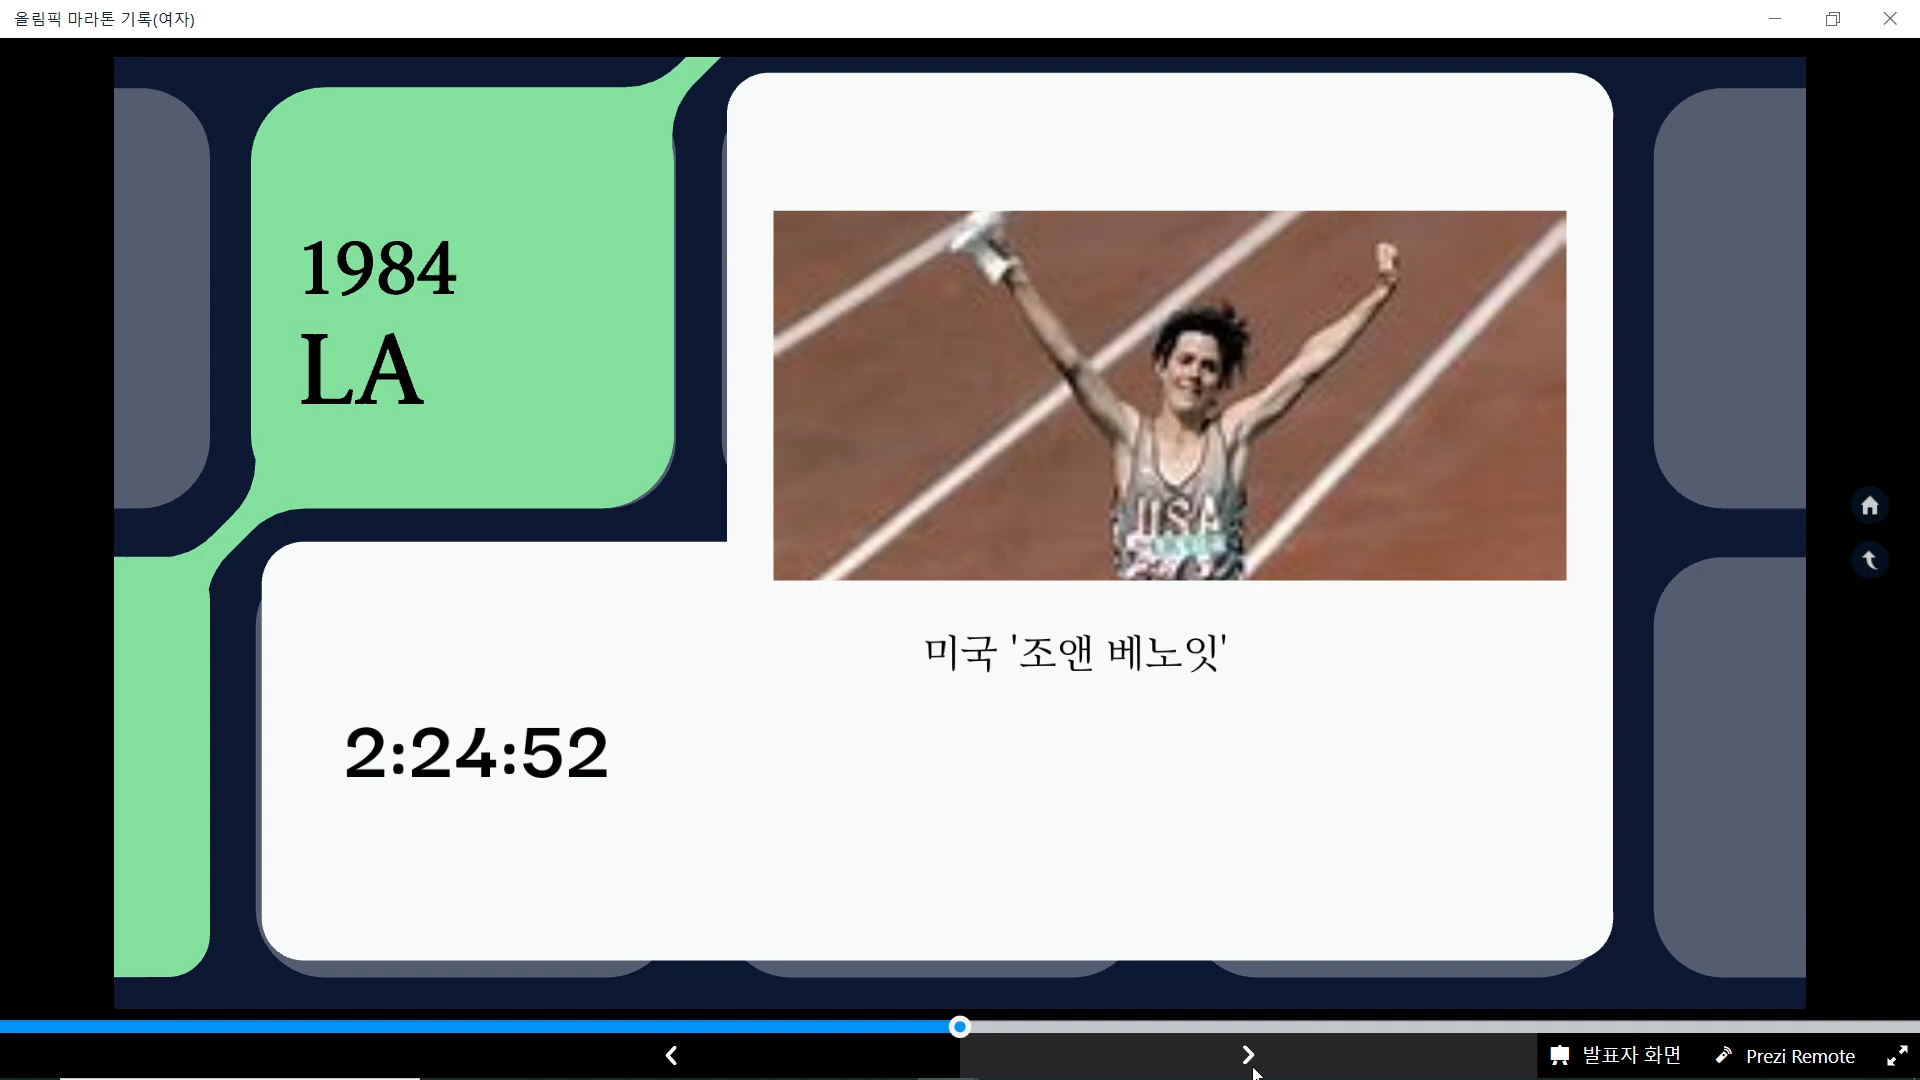 올림픽 마라톤 기록(여자)
1984
LA
USA
미국 '조앤 베노잇'
2:24:52
발표자 화면
Prezi Remote